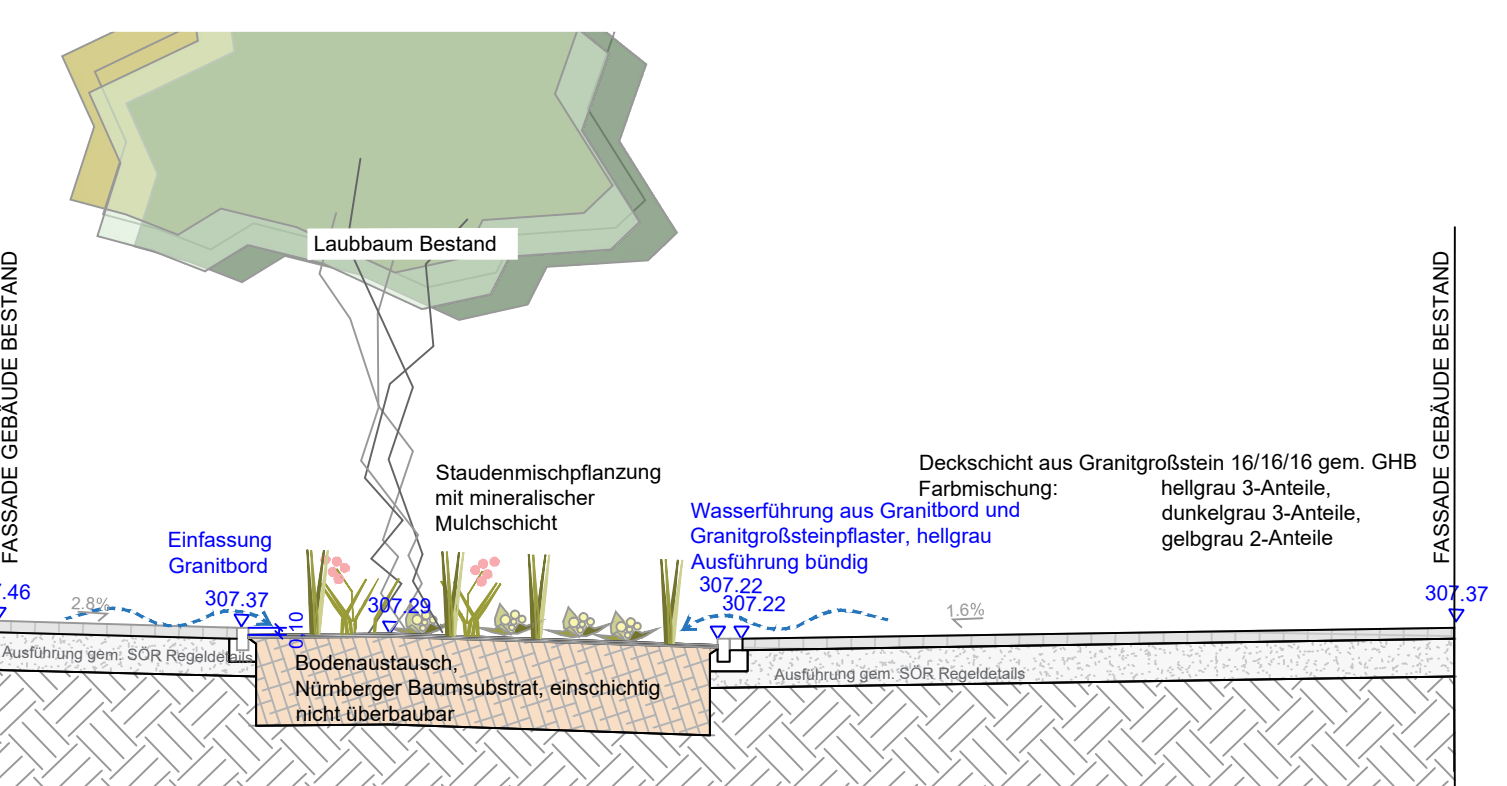 Laubbaum Bestand
FASSADE GEBÄUDE BESTAND
FASSADE GEBÄUDE BESTAND
Staudenmischpflanzung
mit mineralischer
Mulchschicht
Deckschicht aus Granitgroßstein 16/16/16 gem. GHB
Farbmischung: hellgrau 3-Anteile,
dunkelgrau 3-Anteile,
gelbgrau 2-Anteile
Wasserführung aus Granitbord und
Granitgroßsteinpflaster, hellgrau
Ausführung bündig
Einfassung
Granitbord
.46
2.8%
307.37
0,10
307.29
307.22
307.22
1.6%
307.37
Ausführung gem. SÖR Regeldetails
Bodenaustausch,
Nürnberger Baumsubstrat, einschichtig
nicht überbaubar
Ausführung gem. SÖR Regeldetails